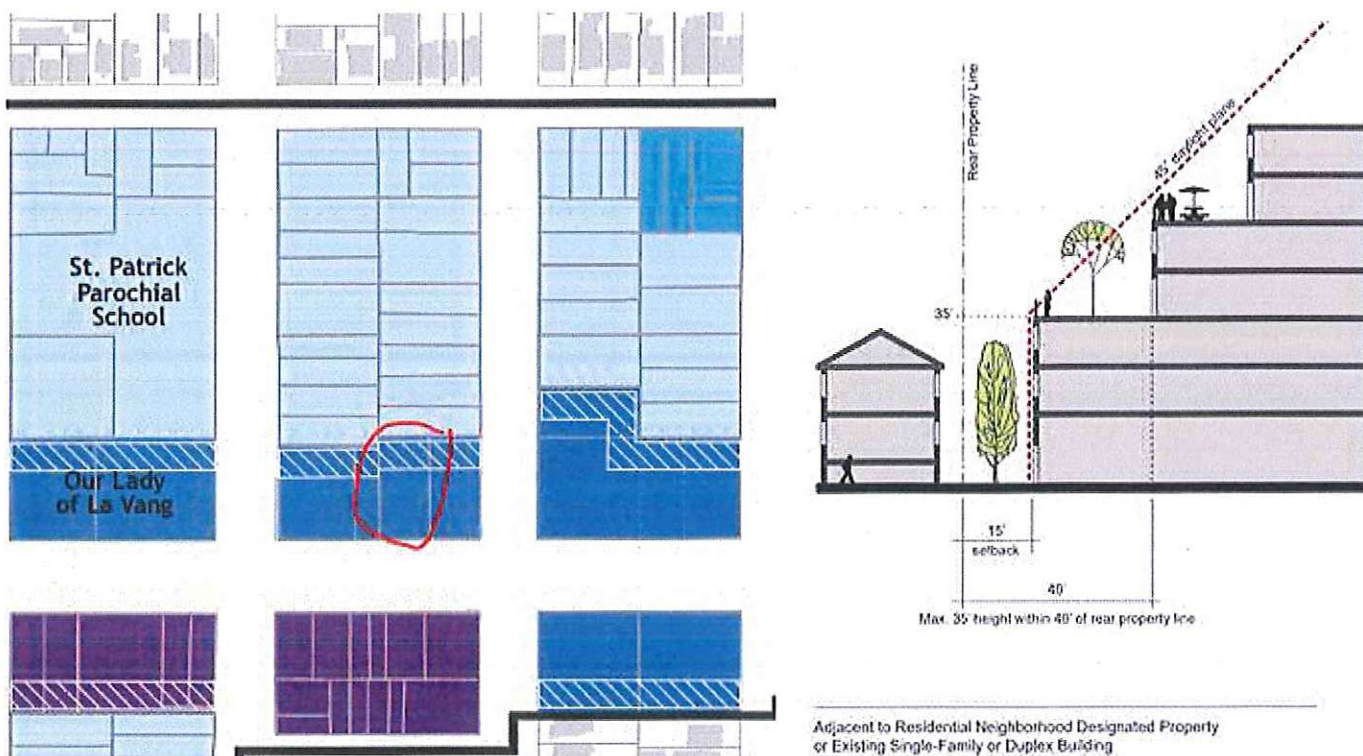 St. Patrick
Parochial
School
Our Lady
of La Vang
Rear Property Line
45° daylight plane
35'
15'
setback
40'
Max. 35' height within 40' of rear property line
Adjacent to Residential Neighborhood Designated Property
or Existing Single-Family or Duplex Building